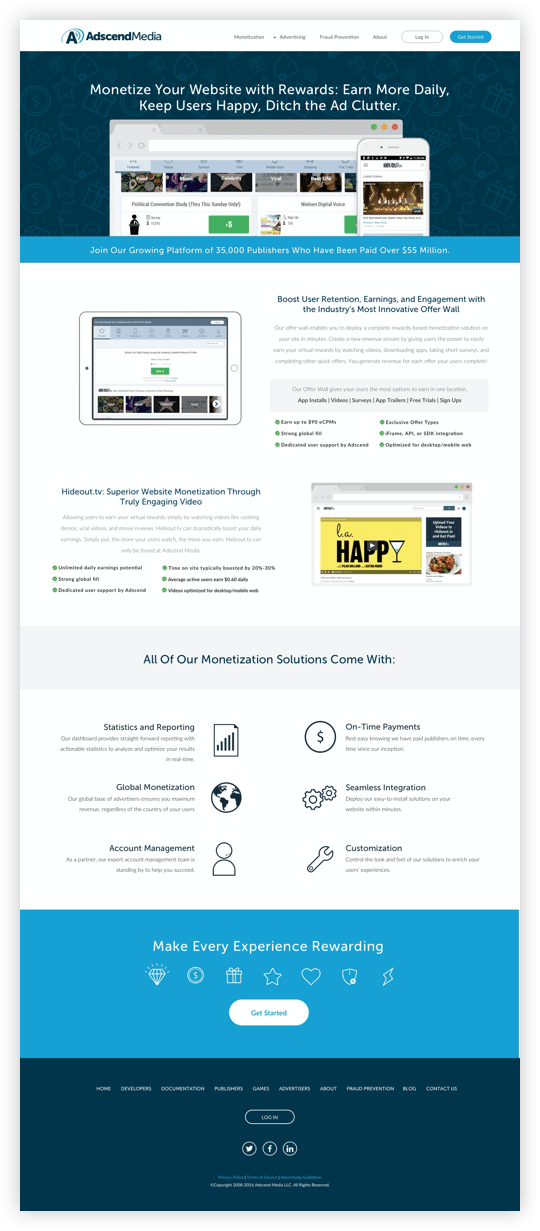 AdscendMedia
Monetization Advertising Fraud Prevention About Log In Get Started
Monetize Your Website with Rewards: Earn More Daily,
Keep Users Happy, Ditch the Ad Clutter.
Food Music Celebrity Viral Best Life
Political Convention Study (Thru This Sunday Only!)
Survey
+5
Nielsen Digital Voice
Sign Up
HIDEOUT.tv
Latest Videos
Join Our Growing Platform of 35,000 Publishers Who Have Been Paid Over $55 Million.
Boost User Retention, Earnings, and Engagement with
the Industry's Most Innovative Offer Wall
Our offer wall enables you to deploy a complete rewards-based monetization solution on
your site in minutes. Create a new revenue stream by giving users the power to easily
earn your virtual rewards by watching videos, downloading apps, taking short surveys, and
completing other quick offers. You generate revenue for each offer your users complete!
Our Offer Wall gives your users the most options to earn in one location.
App Installs | Videos | Surveys | App Trailers | Free Trials | Sign Ups
Earn up to $90 eCPMs
Strong global fill
Dedicated user support by Adscend
Exclusive Offer Types
iFrame, API, or SDK integration
Optimized for desktop/mobile web
Hideout.tv: Superior Website Monetization Through
Truly Engaging Video
Allowing users to earn your virtual rewards simply by watching videos like cooking
demos, viral videos, and movie reviews, Hideout.tv can dramatically boost your daily
earnings. Simply put, the more your users watch, the more you earn. Hideout.tv can
only be found at Adscend Media.
Unlimited daily earnings potential
Strong global fill
Dedicated user support by Adscend
Time on site typically boosted by 20%-30%
Average active users earn $0.60 daily
Videos optimized for desktop/mobile web
l.a.
HAPPY
Upload Your
Videos to
Hideout.tv
and Get Paid
All Of Our Monetization Solutions Come With:
Statistics and Reporting
Our dashboard provides straight-forward reporting with
actionable statistics to analyze and optimize your results
in real-time.
On-Time Payments
Rest easy knowing we have paid publishers on time, every
time since our inception.
Global Monetization
Our global base of advertisers ensures you maximum
revenue, regardless of the country of your users
Seamless Integration
Deploy our easy-to-install solutions on your
website within minutes.
Account Management
As a partner, our expert account management team is
standing by to help you succeed.
Customization
Control the look and feel of our solutions to enrich your
users' experiences.
Make Every Experience Rewarding
Get Started
HOME DEVELOPERS DOCUMENTATION PUBLISHERS GAMES ADVERTISERS ABOUT FRAUD PREVENTION BLOG CONTACT US
LOG IN
Privacy Policy | Terms of Service | Advertising Guidelines
©Copyright 2008-2016 Adscend Media LLC. All Rights Reserved.